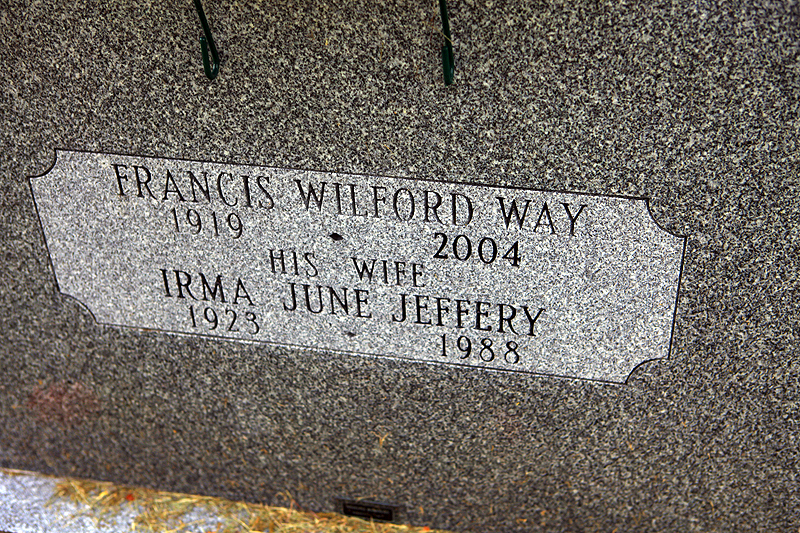 FRANCIS WILFORD WAY
1919 2004
HIS WIFE
IRMA JUNE JEFFERY
1923 1988